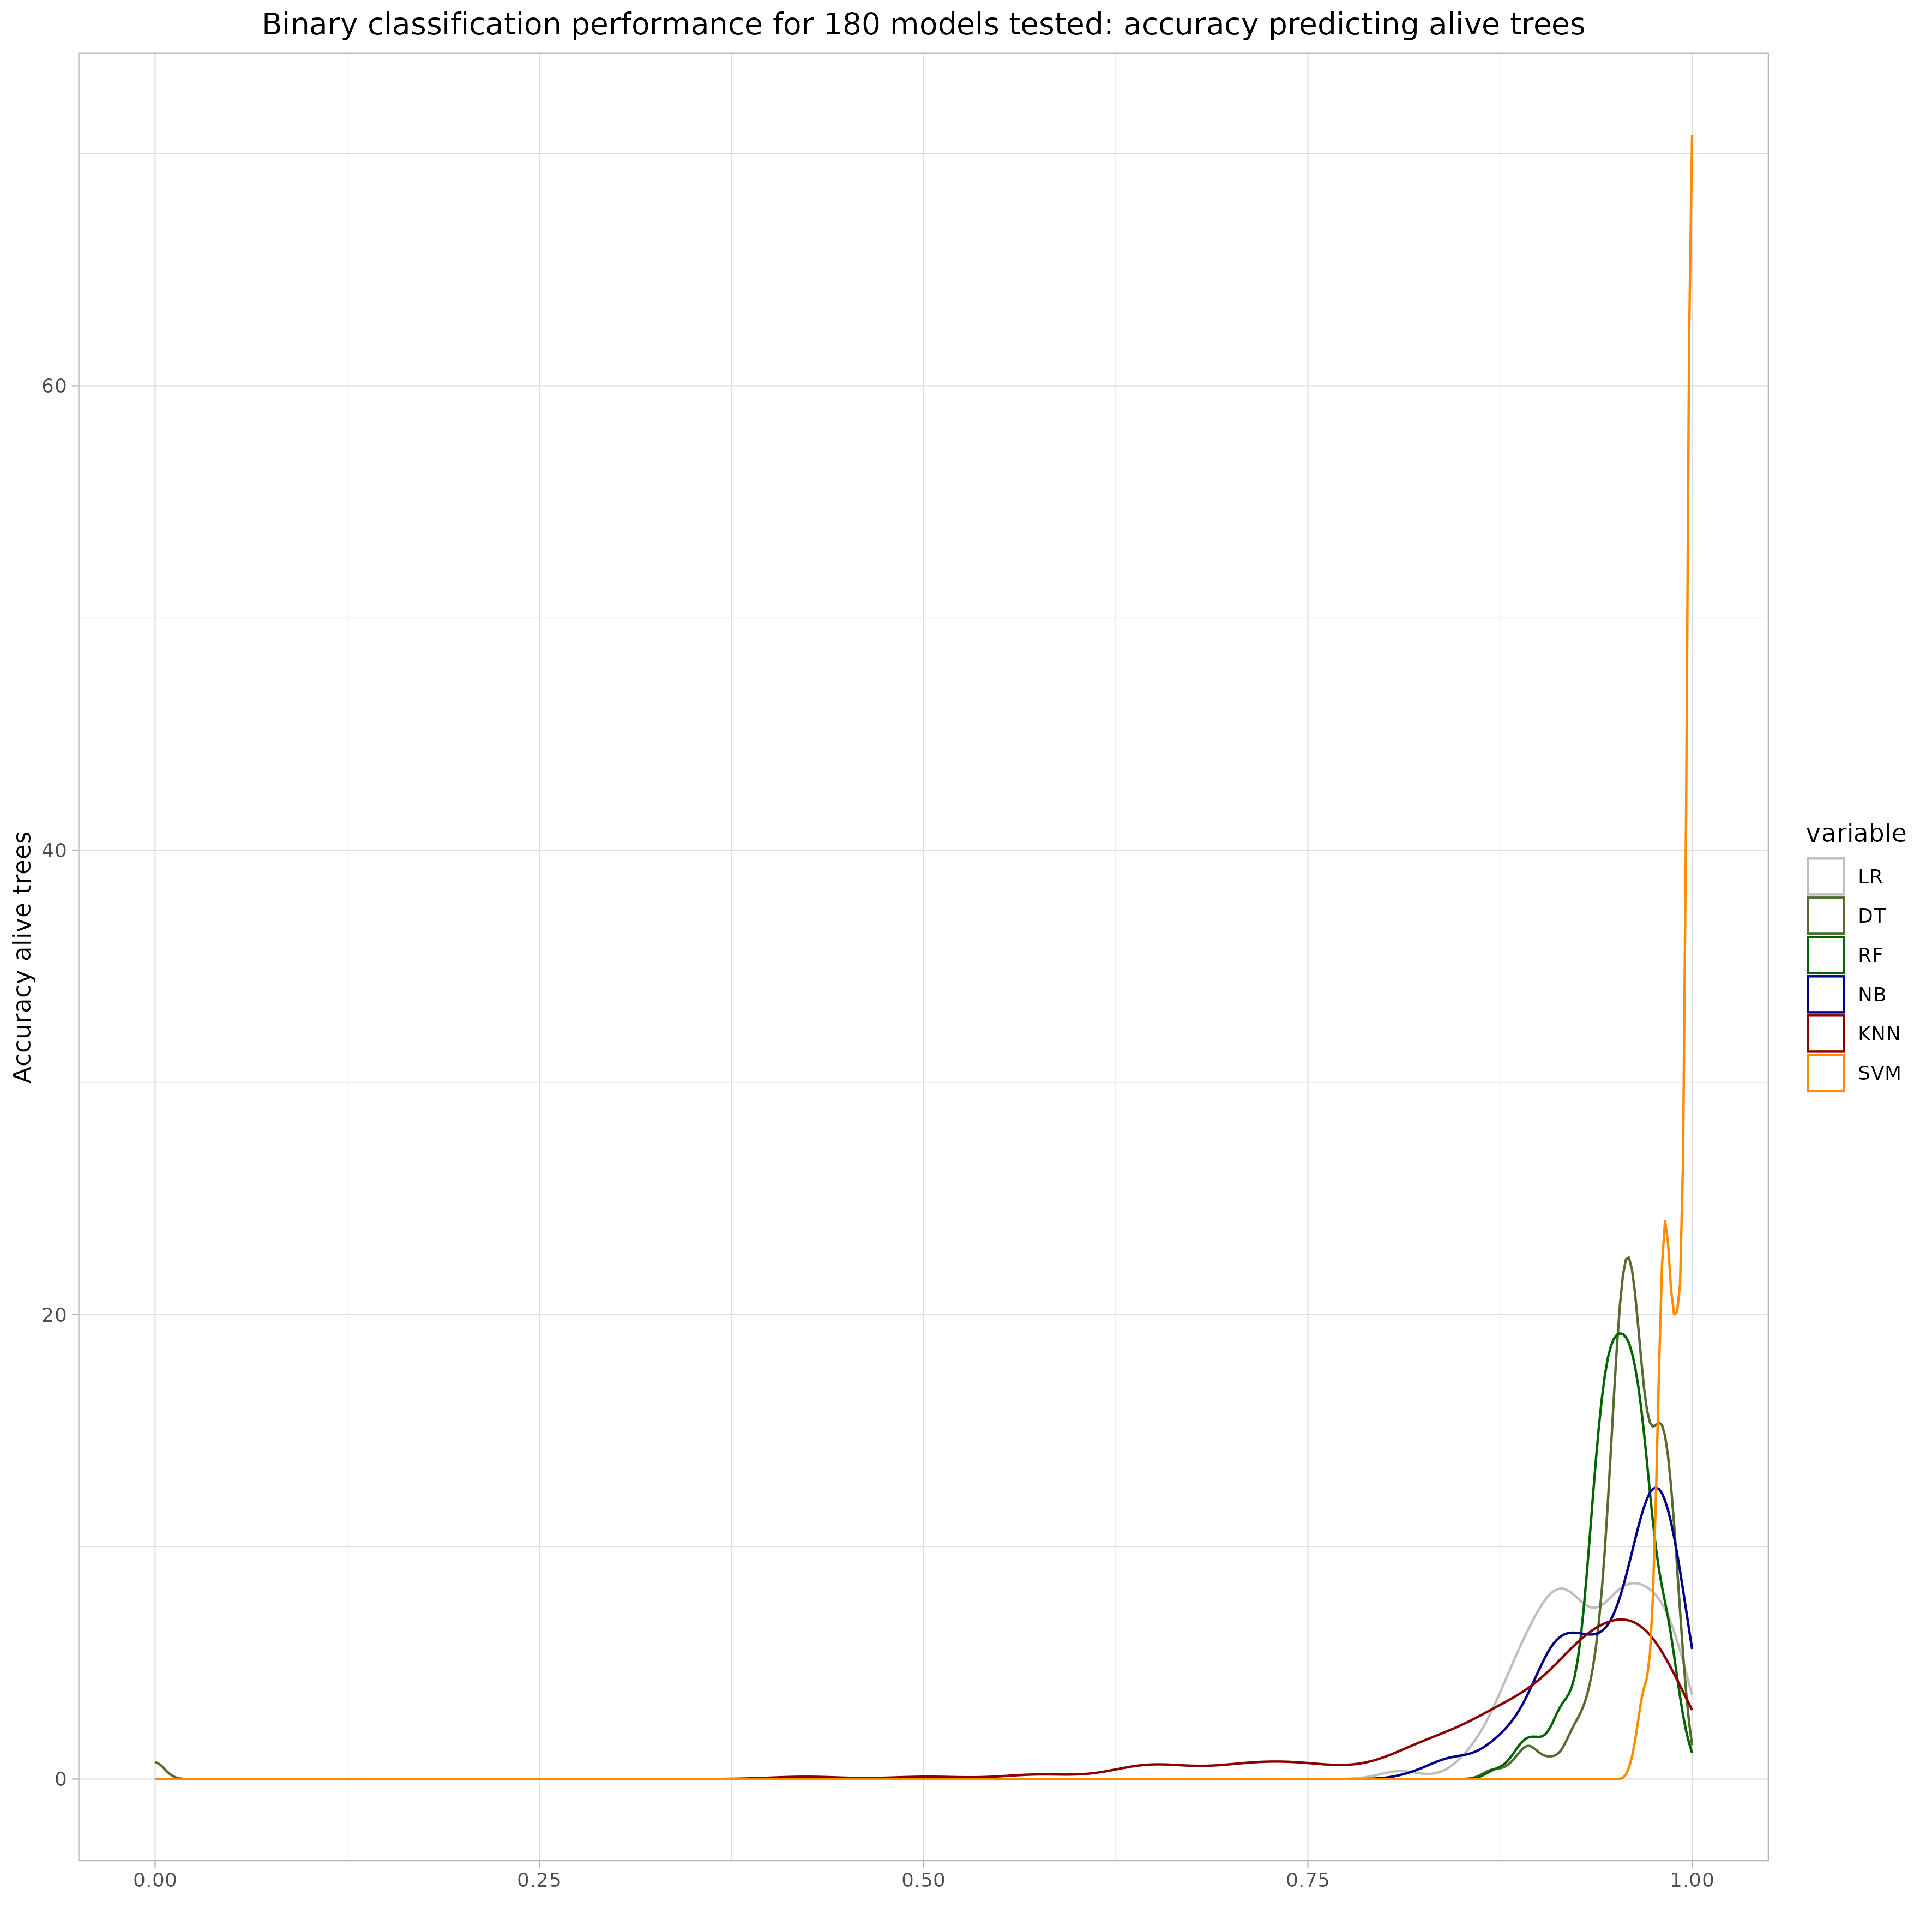 Binary classification performance for 180 models tested: accuracy predicting alive trees
Accuracy alive trees
60
40
20
0
0.00 0.25 0.50 0.75 1.00
variable
LR
DT
RF
NB
KNN
SVM